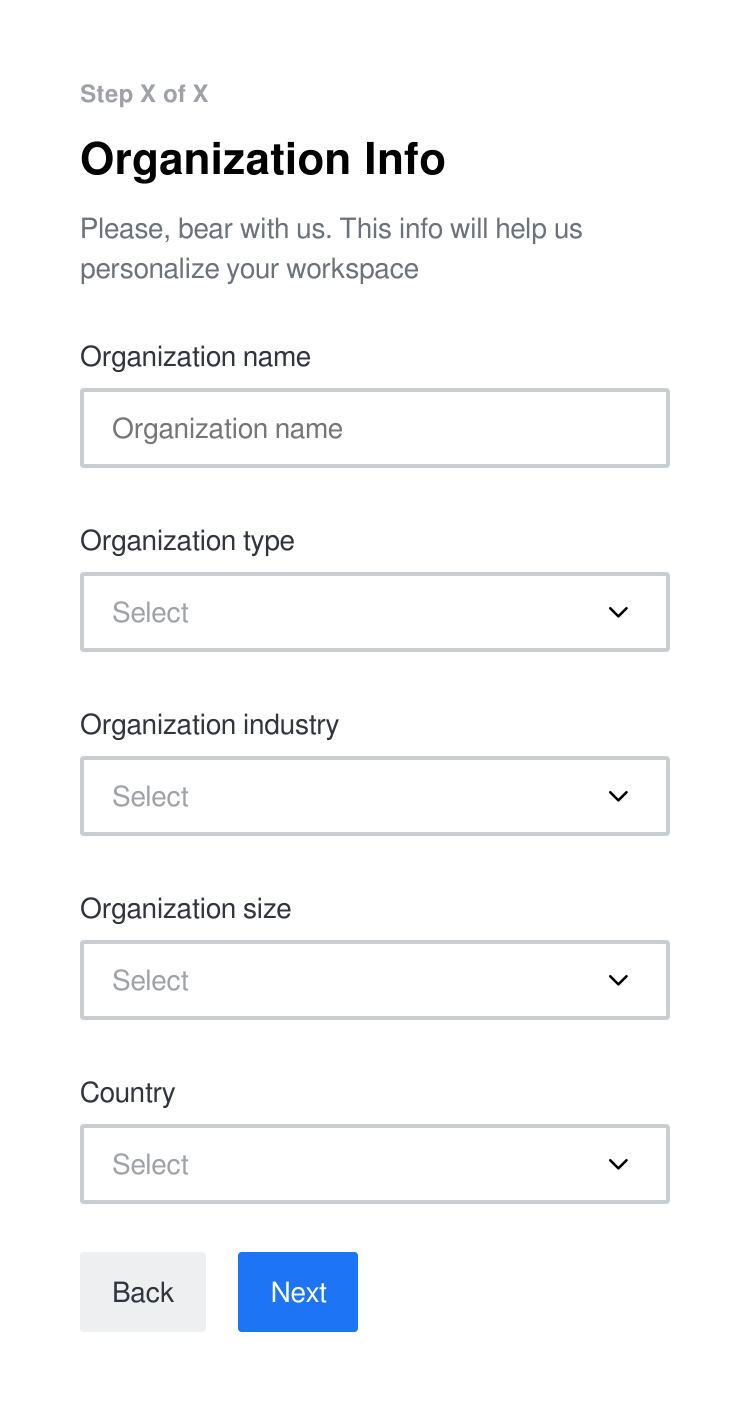 Step X of X
Organization Info
Please, bear with us. This info will help us
personalize your workspace
Organization name
Organization name
Organization type
Select
Organization industry
Select
Organization size
Select
Country
Select
Back Next